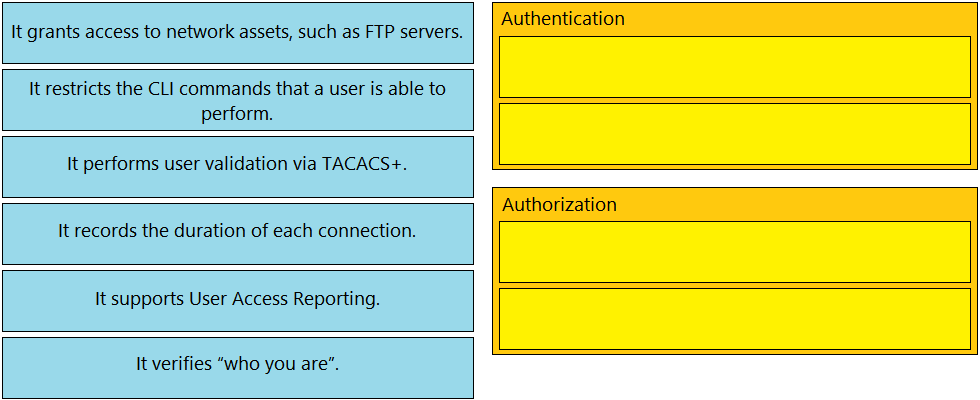 It grants access to network assets, such as FTP servers.
It restricts the CLI commands that a user is able to
perform.
It performs user validation via TACACS+.
It records the duration of each connection.
It supports User Access Reporting.
It verifies “who you are”.
Authentication
Authorization